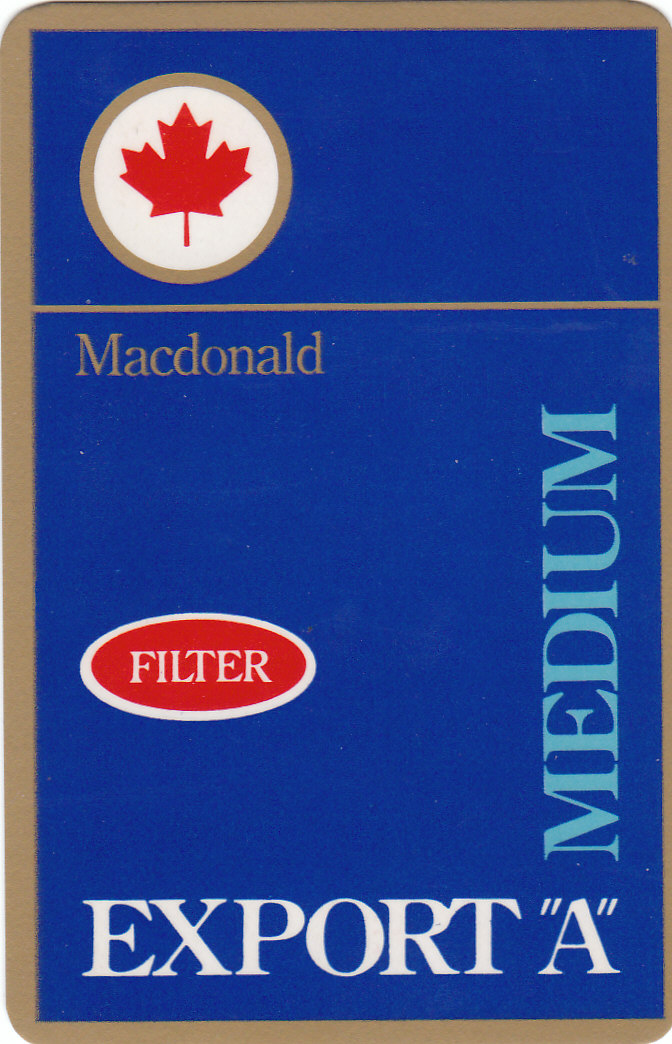 Macdonald
MEDIUM
FILTER
EXPORT "A"